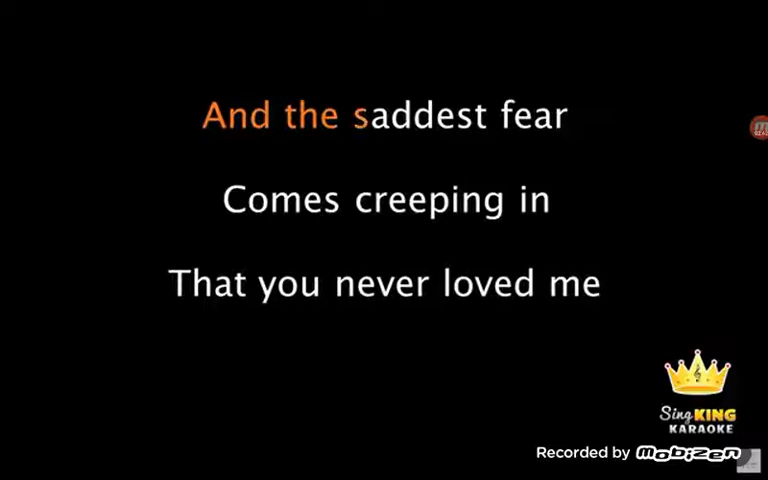 And the saddest fear
Comes creeping in
That you never loved me
Sing KING
KARAOKE
Recorded by mobizen